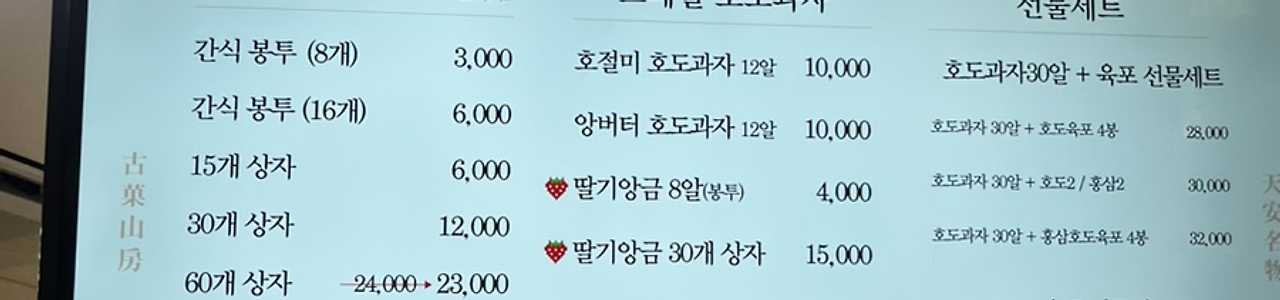 간식 봉투 (8개) 3,000
간식 봉투 (16개) 6,000
15개 상자 6,000
30개 상자 12,000
60개 상자 24,000 23,000
호도과자
호절미 호도과자 12알 10,000
앙버터 호도과자 12알 10,000
딸기앙금 8알(봉투) 4,000
딸기앙금 30개 상자 15,000
선물세트
호도과자30알 + 육포 선물세트
호도과자 30알 + 호도육포 4봉 28,000
호도과자 30알 + 호도2 / 홍삼2 30,000
호도과자 30알 + 홍삼호도육포 4봉 32,000
古菓山房
天安名物